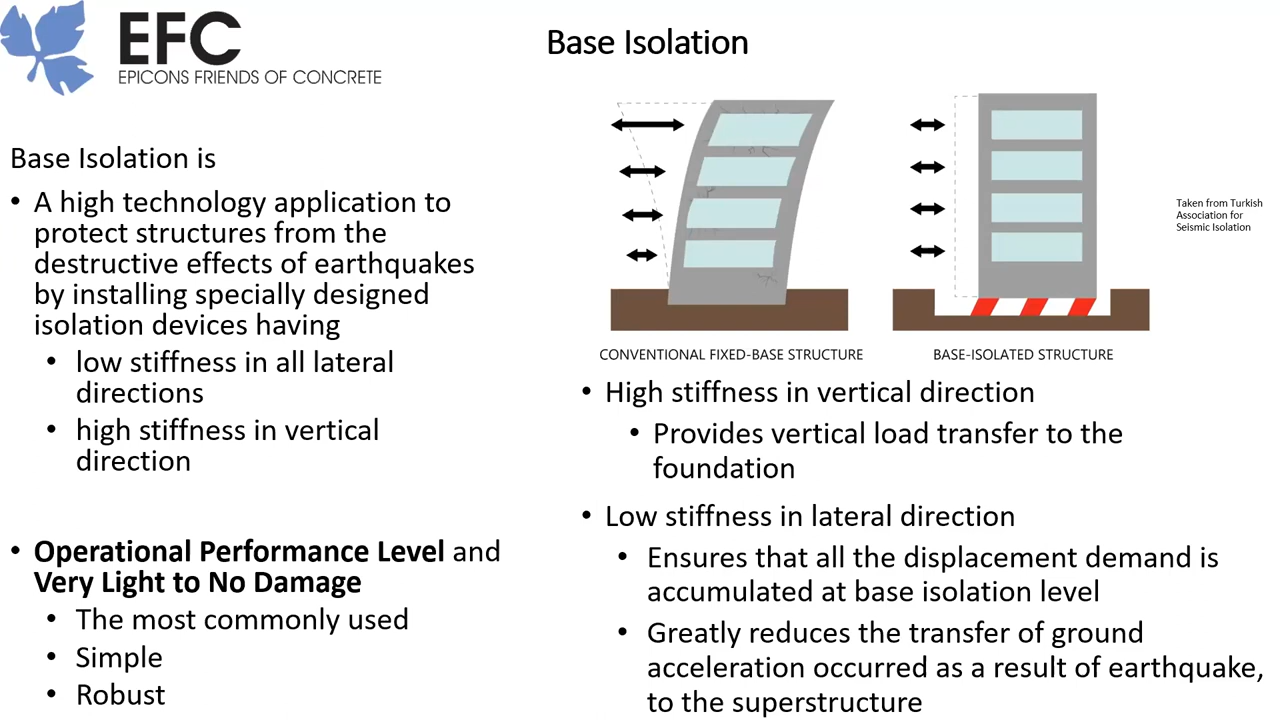 EFC
EPICONS FRIENDS OF CONCRETE
Base Isolation
Base Isolation is
• A high technology application to
protect structures from the
destructive effects of earthquakes
by installing specially designed
isolation devices having
• low stiffness in all lateral
directions
• high stiffness in vertical
direction
• Operational Performance Level and
Very Light to No Damage
• The most commonly used
• Simple
• Robust
CONVENTIONAL FIXED-BASE STRUCTURE
BASE-ISOLATED STRUCTURE
Taken from Turkish
Association for
Seismic Isolation
• High stiffness in vertical direction
• Provides vertical load transfer to the
foundation
• Low stiffness in lateral direction
• Ensures that all the displacement demand is
accumulated at base isolation level
• Greatly reduces the transfer of ground
acceleration occurred as a result of earthquake,
to the superstructure